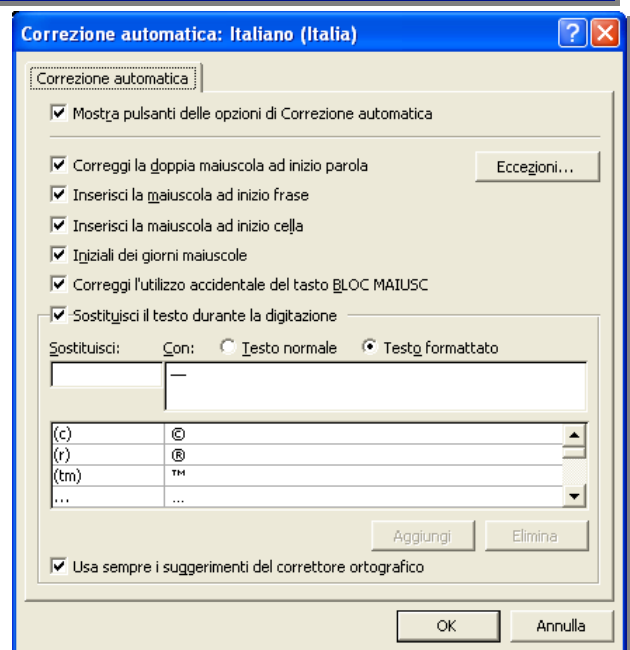 Correzione automatica: Italiano (Italia)
Correzione automatica
Mostra pulsanti delle opzioni di Correzione automatica
Correggi la doppia maiuscola ad inizio parola
Eccezioni...
Inserisci la maiuscola ad inizio frase
Inserisci la maiuscola ad inizio cella
Iniziali dei giorni maiuscole
Correggi l'utilizzo accidentale del tasto BLOC MAIUSC
Sostituisci il testo durante la digitazione
Sostituisci: Con: Testo normale Testo formattato
—
(c) ©
(r) ®
(tm) ™
... …
Aggiungi Elimina
Usa sempre i suggerimenti del correttore ortografico
OK Annulla